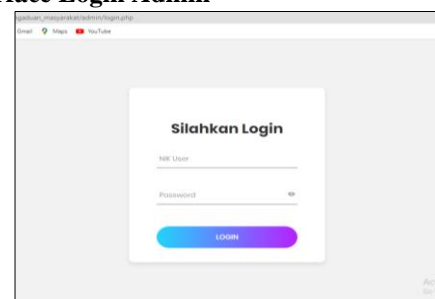 face Login Admin
ngaduan_masyarakat/admin/login.php
Gmail Maps YouTube
Silahkan Login
NIK User
Password
LOGIN